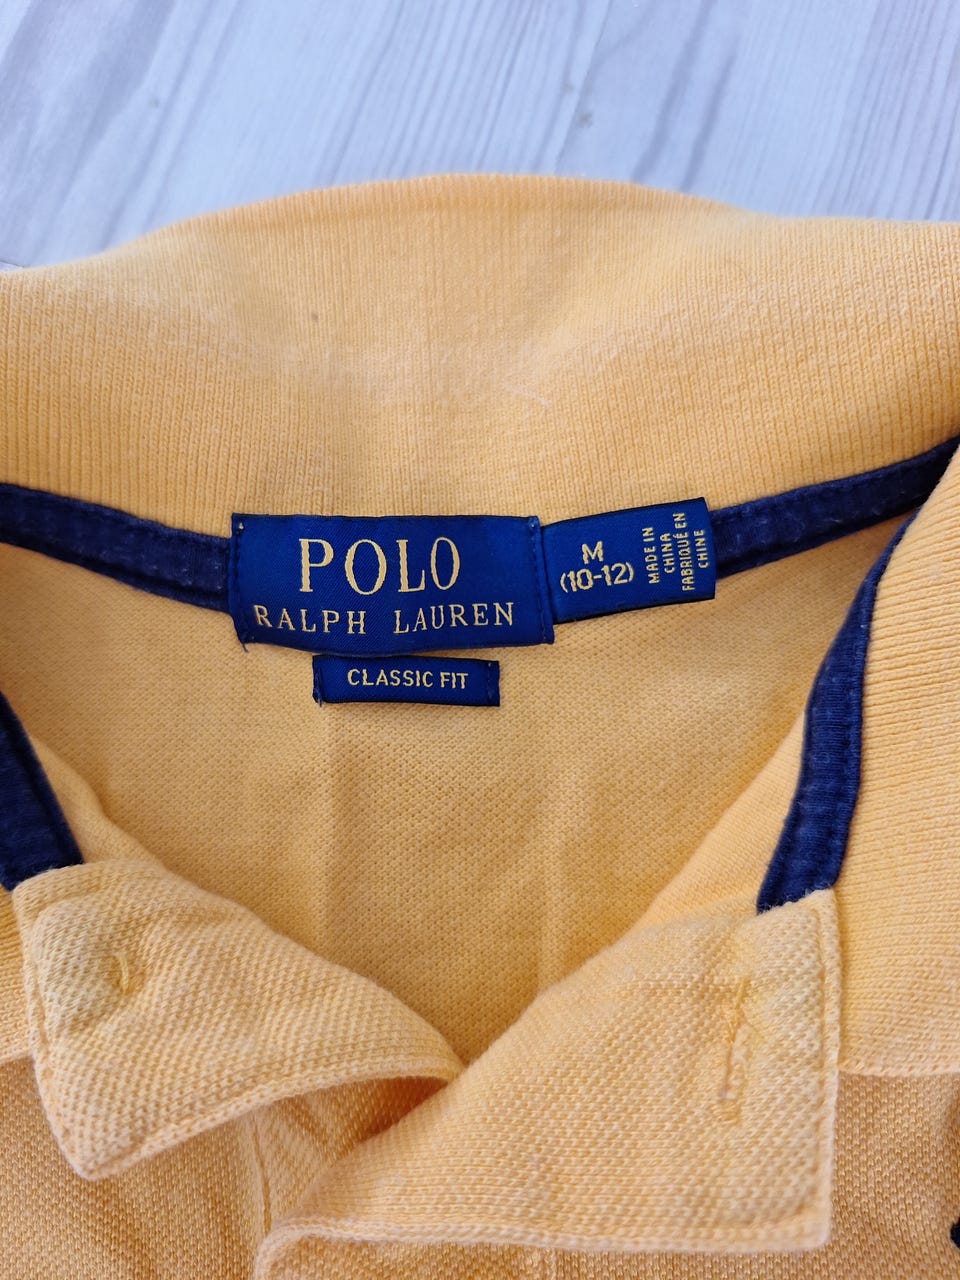 POLO
RALPH LAUREN
M
(10-12)
MADE IN
CHINA
FABRIQUÉ EN
CHINE
CLASSIC FIT